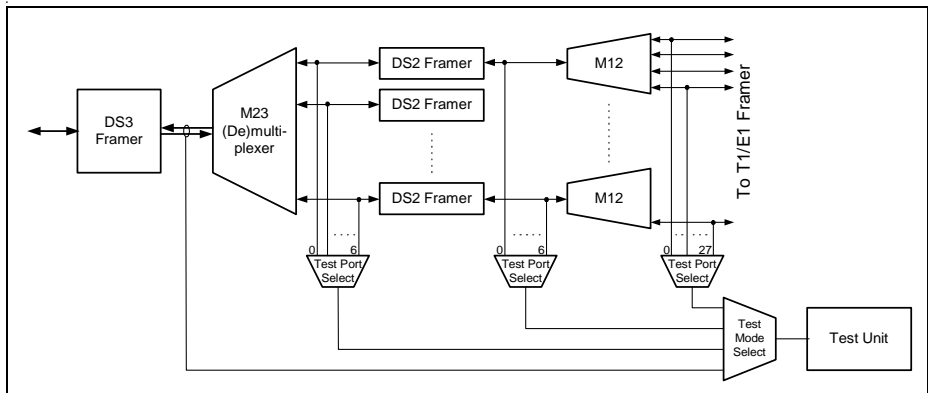 DS3
Framer
M23
(De)multi-
plexer
DS2 Framer
DS2 Framer
DS2 Framer
M12
M12
To T1/E1 Framer
0 6
Test Port
Select
0 6
Test Port
Select
0 27
Test Port
Select
Test
Mode
Select
Test Unit